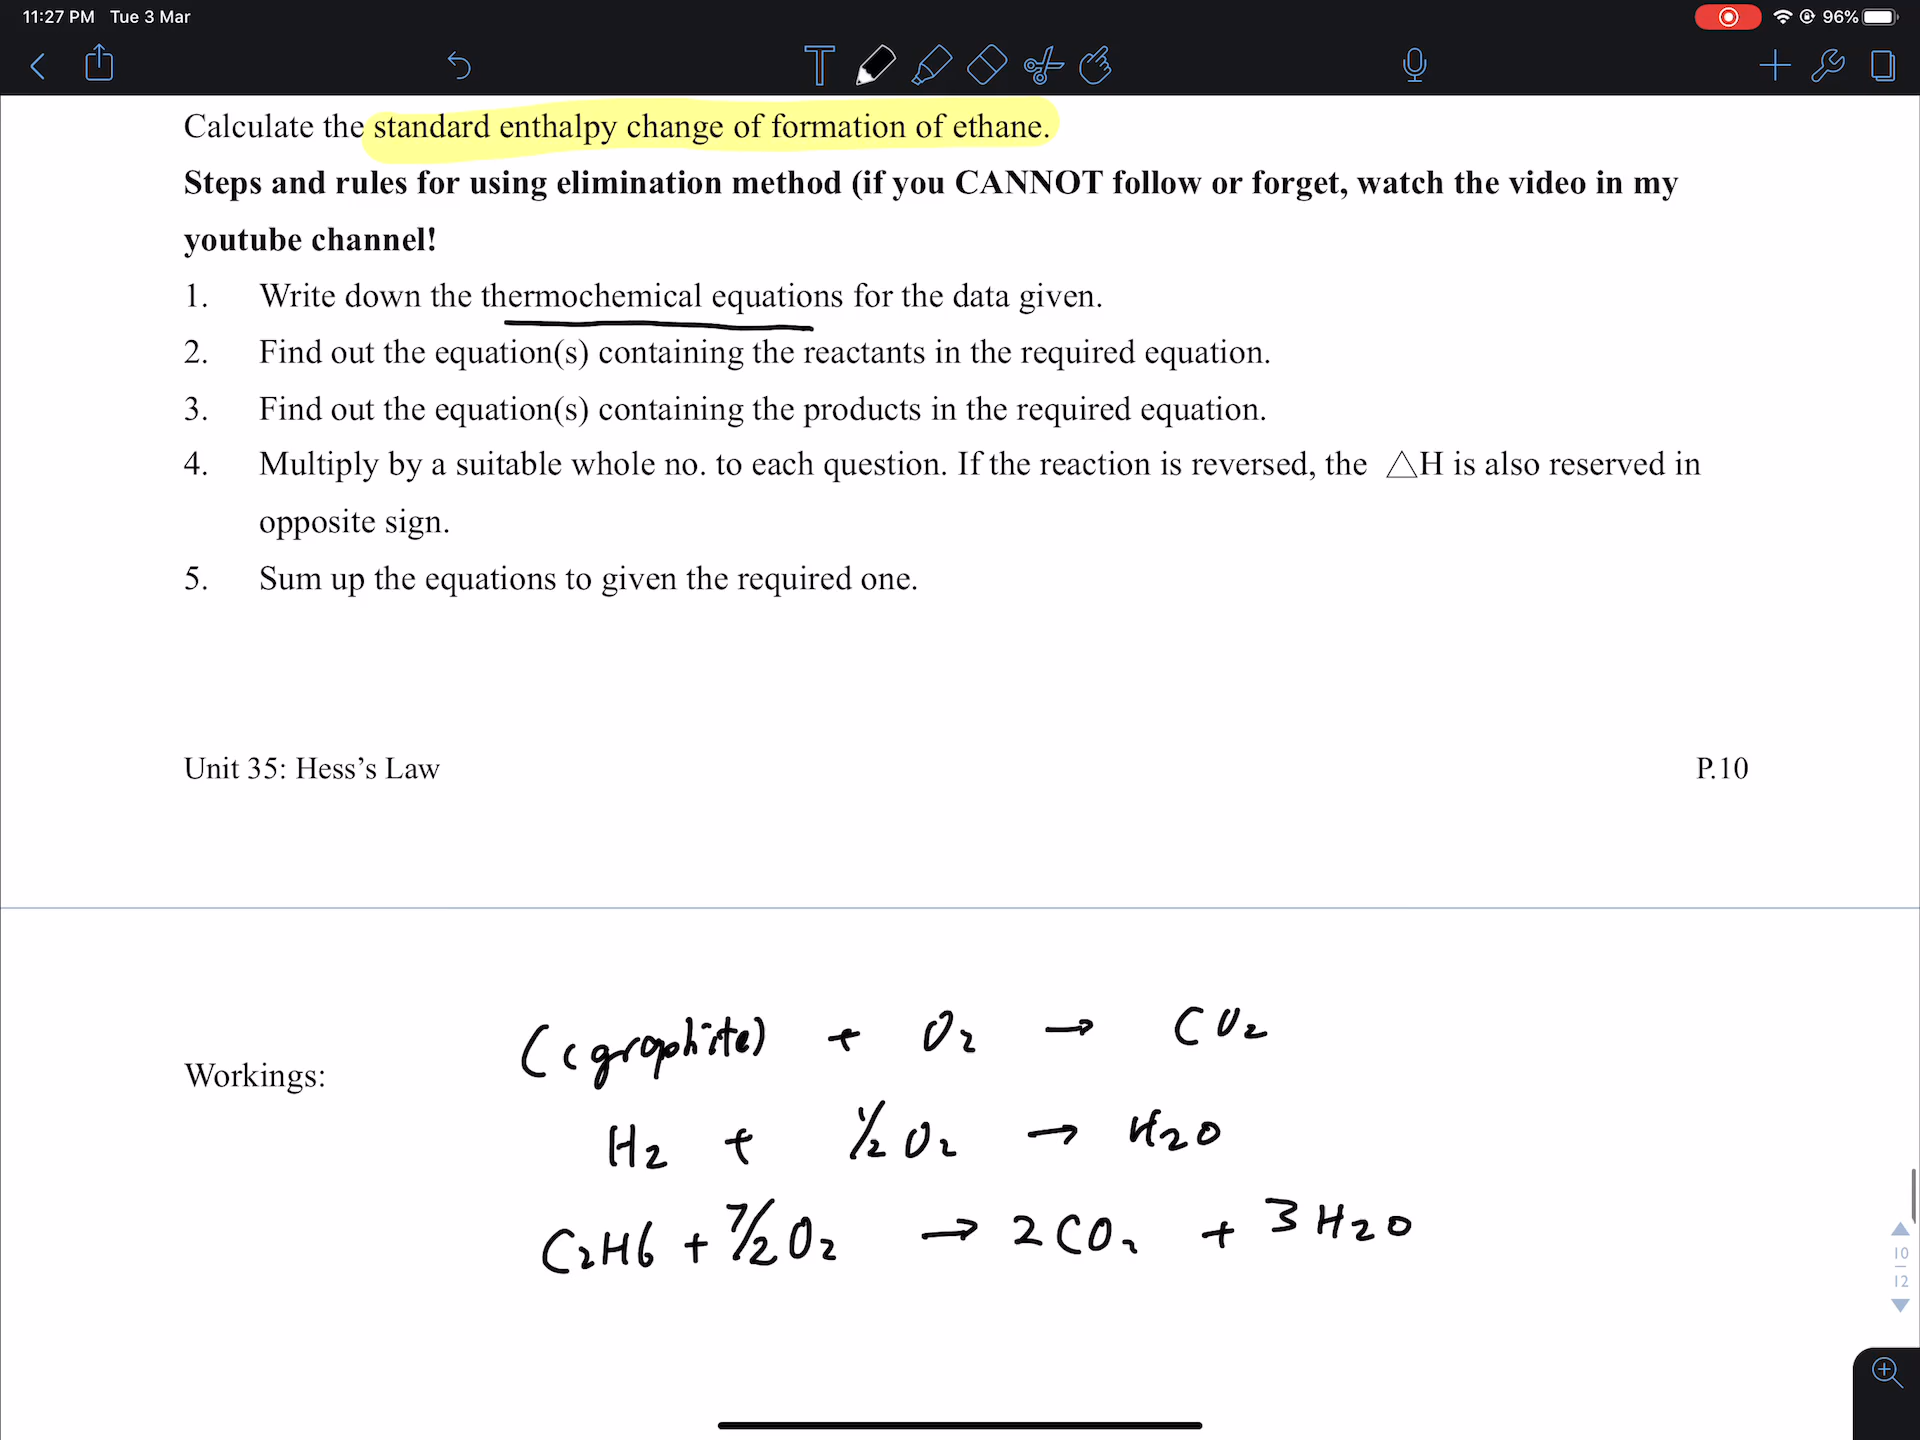 11:27 PM Tue 3 Mar 96%
Calculate the standard enthalpy change of formation of ethane.
Steps and rules for using elimination method (if you CANNOT follow or forget, watch the video in my
youtube channel!
1. Write down the thermochemical equations for the data given.
2. Find out the equation(s) containing the reactants in the required equation.
3. Find out the equation(s) containing the products in the required equation.
4. Multiply by a suitable whole no. to each question. If the reaction is reversed, the △H is also reserved in
opposite sign.
5. Sum up the equations to given the required one.
Unit 35: Hess’s Law P.10
Workings:
C(graphite) + O₂ → CO₂
H₂ + ½ O₂ → H₂O
C₂H6 + 7/2 O₂ → 2CO₂ + 3H₂O
10
12